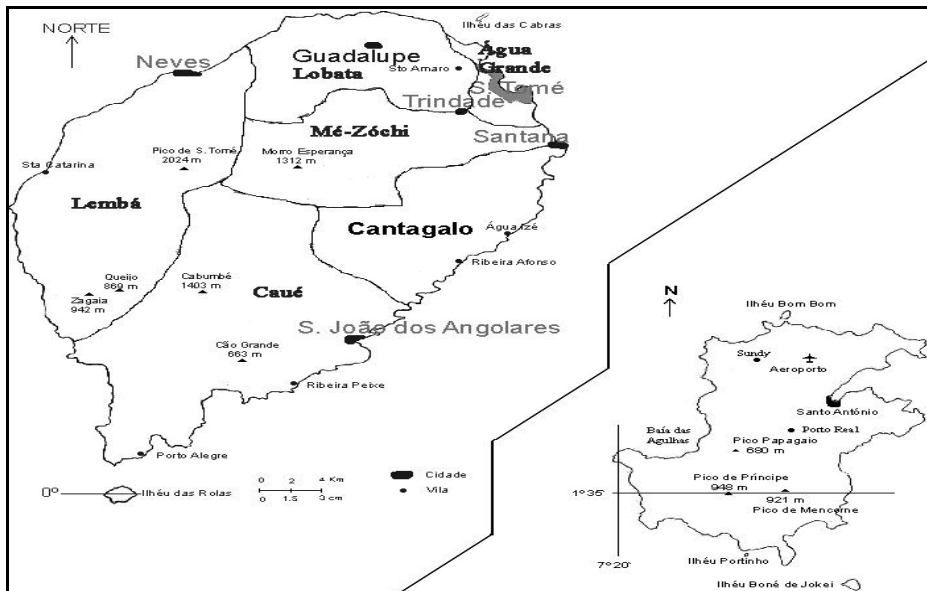 NORTE
Ilhéu das Cabras
Neves
Guadalupe
Lobata
Sto Amaro
Água
Grande
S. Tomé
Trindade
Mé-Zóchi
Santana
Sta Catarina
Pico de S.Tomé
2024 m
Morro Esperança
1312 m
Lembá
Cantagalo
Água Izé
Ribeira Afonso
Queijo
869 m
Zagaia
942 m
Cabumbé
1403 m
Caué
S. João dos Angolares
Cão Grande
663 m
Ribeira Peixe
Porto Alegre
0º
Ilhéu das Rolas
0 2 4 Km
0 1.5 3 cm
Cidade
Vila
N
Ilhéu Bom Bom
Sundy
Aeroporto
Santo António
Porto Real
Baía das
Agulhas
Pico Papagaio
680 m
Pico de Príncipe
948 m
1º35'
921 m
Pico de Mencorne
7º20'
Ilhéu Portinho
Ilhéu Boné de Jokei